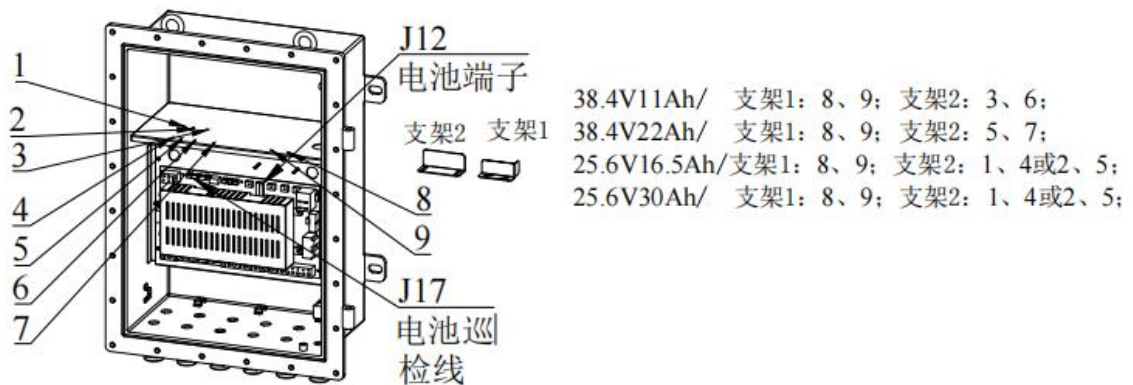 J12
电池端子
1
2
3
4
5
6
7
支架2 支架1
8
9
J17
电池巡
检线
38.4V11Ah/ 支架1：8、9；支架2：3、6；
38.4V22Ah/ 支架1：8、9；支架2：5、7；
25.6V16.5Ah/支架1：8、9；支架2：1、4或2、5；
25.6V30Ah/ 支架1：8、9；支架2：1、4或2、5；